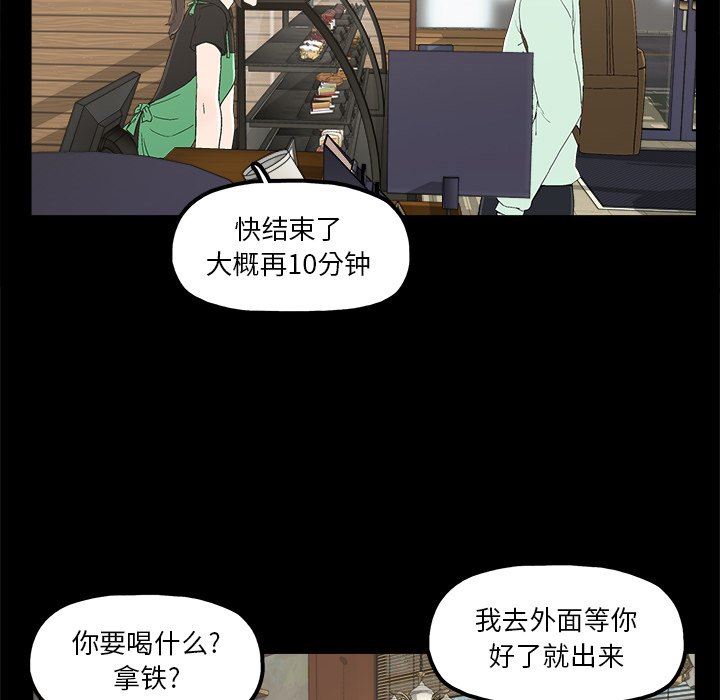 快结束了
大概再10分钟
你要喝什么?
拿铁?
我去外面等你
好了就出来